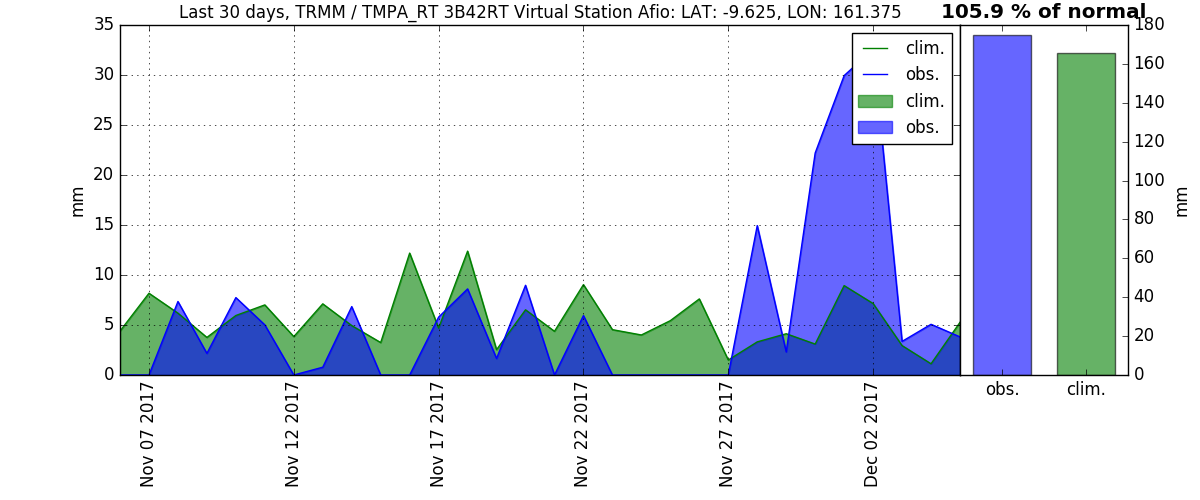 Last 30 days, TRMM / TMPA_RT 3B42RT Virtual Station Afio: LAT: -9.625, LON: 161.375
105.9 % of normal
35
30
25
20
15
10
5
0
mm
clim.
obs.
clim.
obs.
Nov 07 2017
Nov 12 2017
Nov 17 2017
Nov 22 2017
Nov 27 2017
Dec 02 2017
180
160
140
120
100
80
60
40
20
0
mm
obs.
clim.